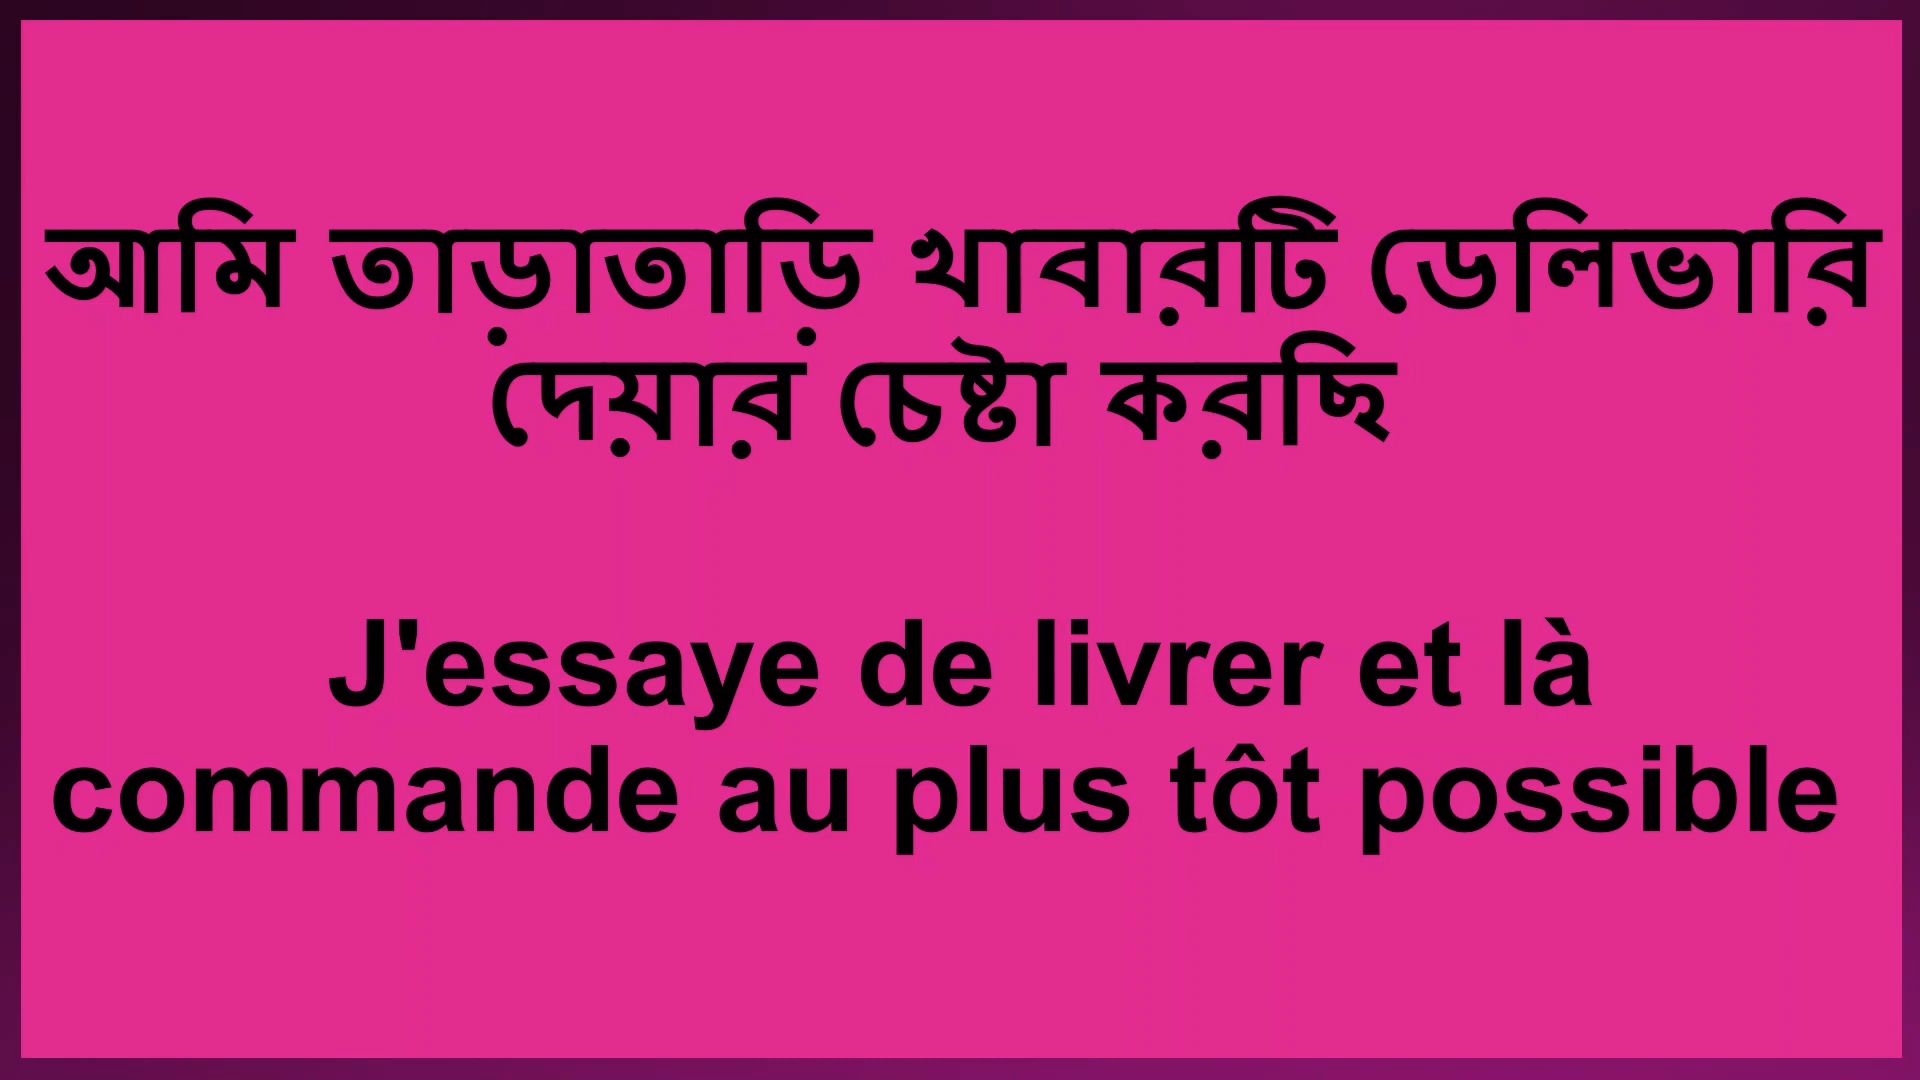 আমি তাড়াতাড়ি খাবারটি ডেলিভারি
দেয়ার চেষ্টা করছি
J'essaye de livrer et là
commande au plus tôt possible